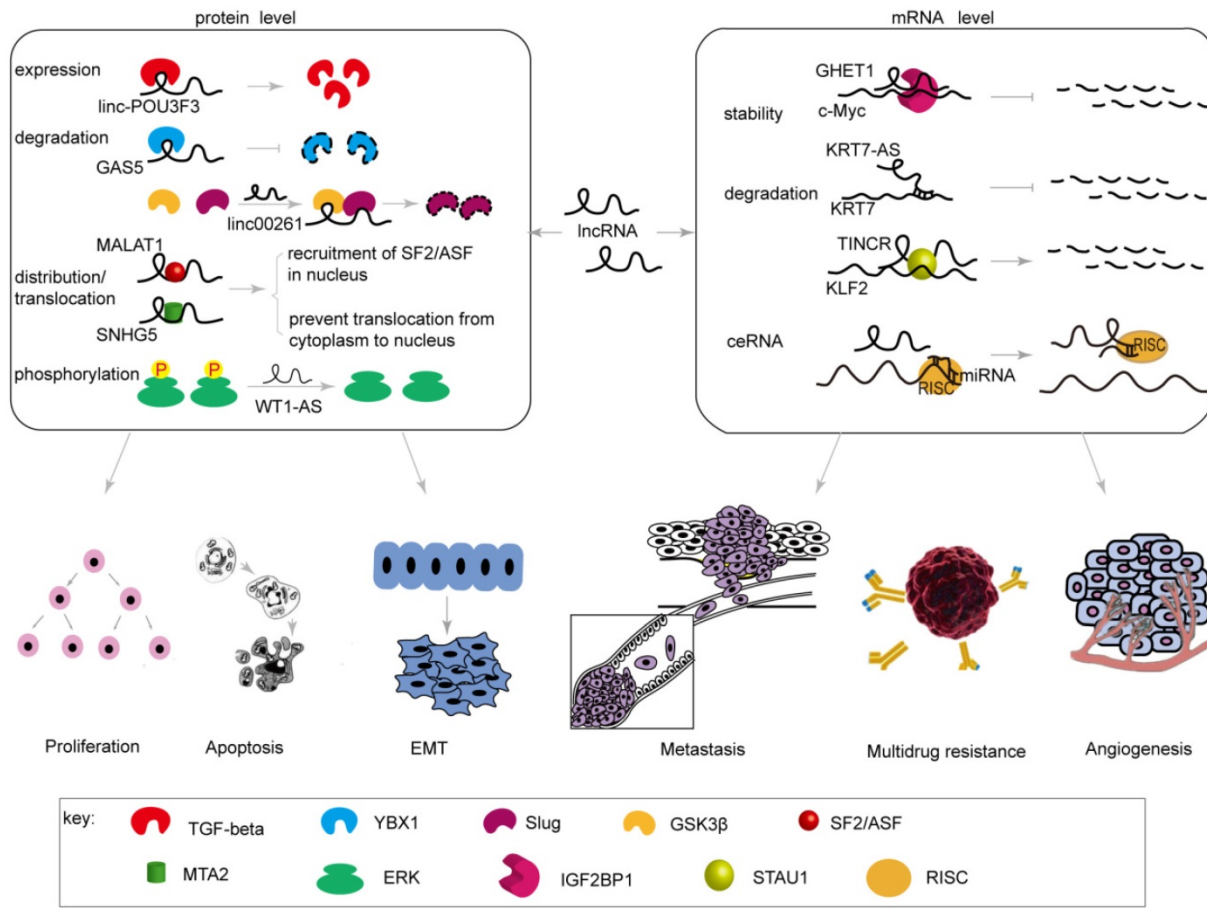 protein level
expression
linc-POU3F3
degradation
GAS5
linc00261
MALAT1
distribution/
translocation
SNHG5
recruitment of SF2/ASF
in nucleus
prevent translocation from
cytoplasm to nucleus
phosphorylation
P
P
WT1-AS
lncRNA
mRNA level
GHET1
stability
c-Myc
KRT7-AS
degradation
KRT7
TINCR
KLF2
ceRNA
RISC
miRNA
RISC
Proliferation
Apoptosis
EMT
Metastasis
Multidrug resistance
Angiogenesis
key:
TGF-beta
YBX1
Slug
GSK3β
SF2/ASF
MTA2
ERK
IGF2BP1
STAU1
RISC